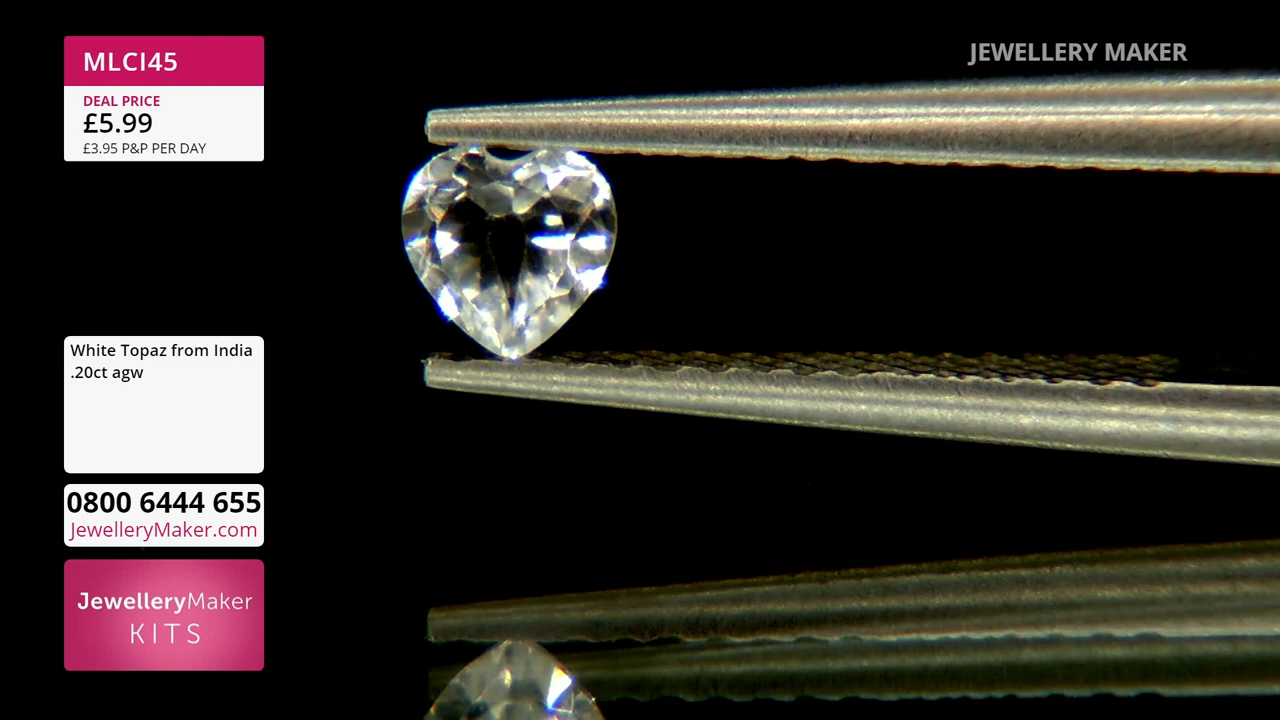 MLCI45
DEAL PRICE
£5.99
£3.95 P&P PER DAY
JEWELLERY MAKER
White Topaz from India
.20ct agw
0800 6444 655
JewelleryMaker.com
JewelleryMaker
KITS